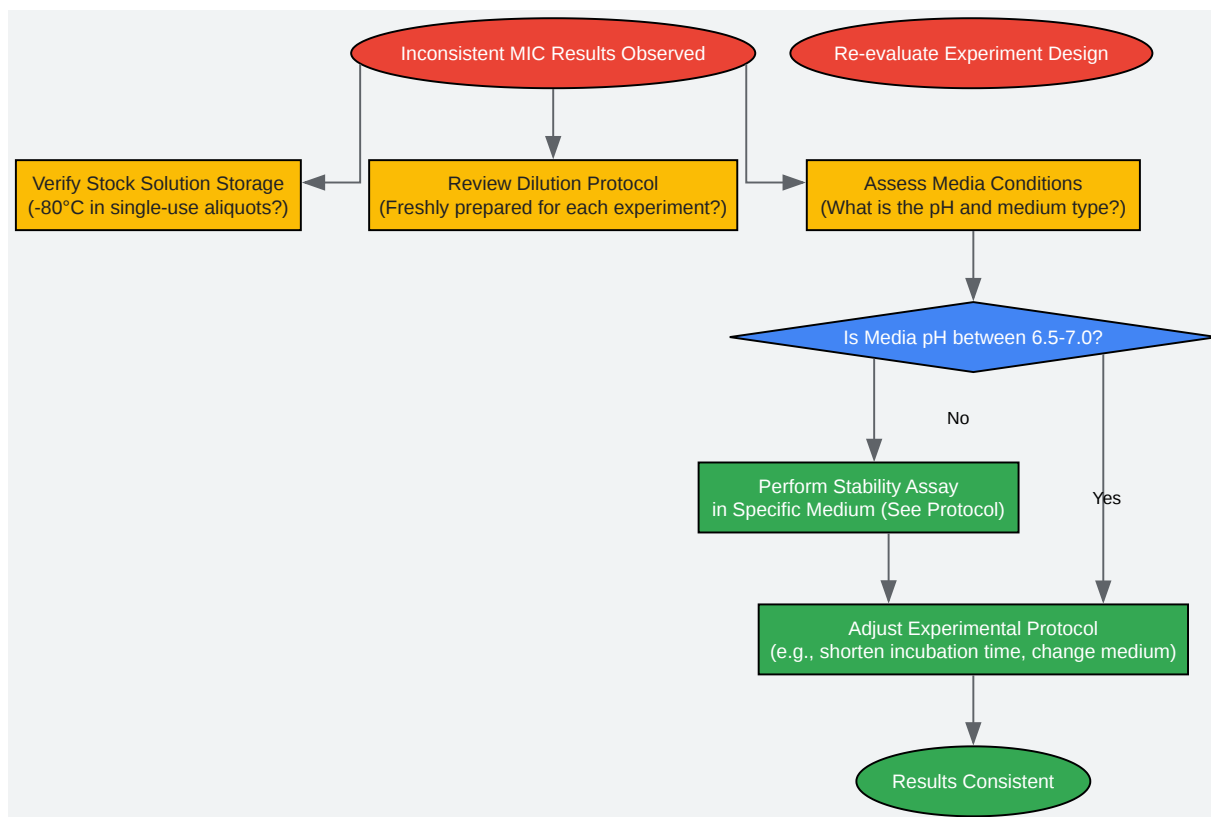 Inconsistent MIC Results Observed
Re-evaluate Experiment Design
Verify Stock Solution Storage
(-80°C in single-use aliquots?)
Review Dilution Protocol
(Freshly prepared for each experiment?)
Assess Media Conditions
(What is the pH and medium type?)
Is Media pH between 6.5-7.0?
No
Perform Stability Assay
in Specific Medium (See Protocol)
Yes
Adjust Experimental Protocol
(e.g., shorten incubation time, change medium)
Results Consistent